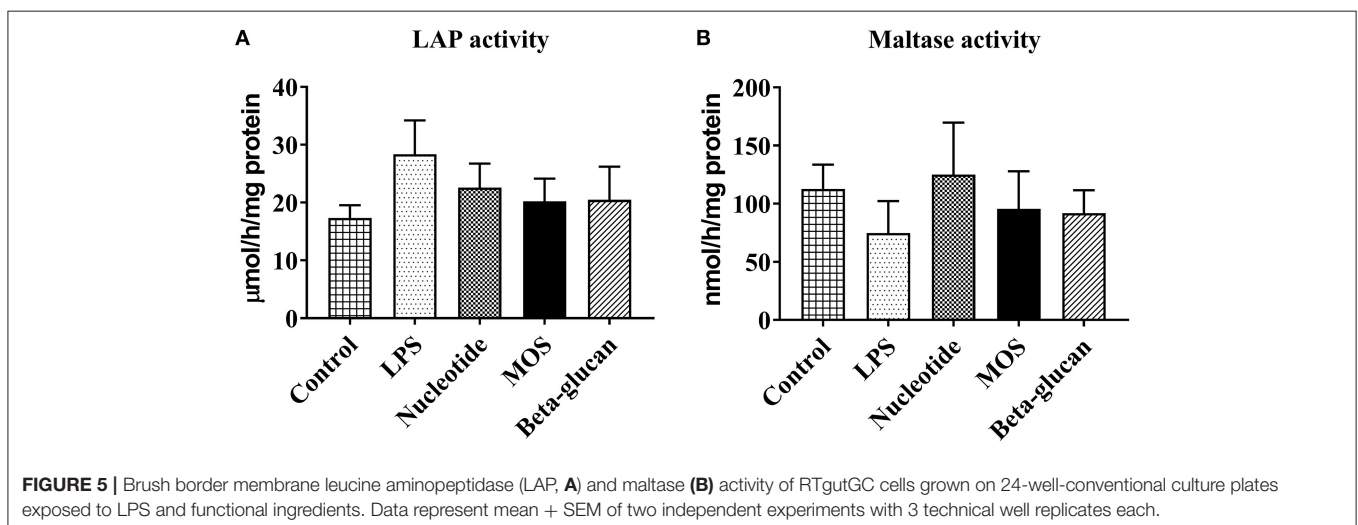 A
LAP activity
μmol/h/mg protein
40
30
20
10
0
Control
LPS
Nucleotide
MOS
Beta-glucan
B
Maltase activity
nmol/h/mg protein
200
150
100
50
0
Control
LPS
Nucleotide
MOS
Beta-glucan
FIGURE 5 | Brush border membrane leucine aminopeptidase (LAP, A) and maltase (B) activity of RTgutGC cells grown on 24-well-conventional culture plates
exposed to LPS and functional ingredients. Data represent mean + SEM of two independent experiments with 3 technical well replicates each.